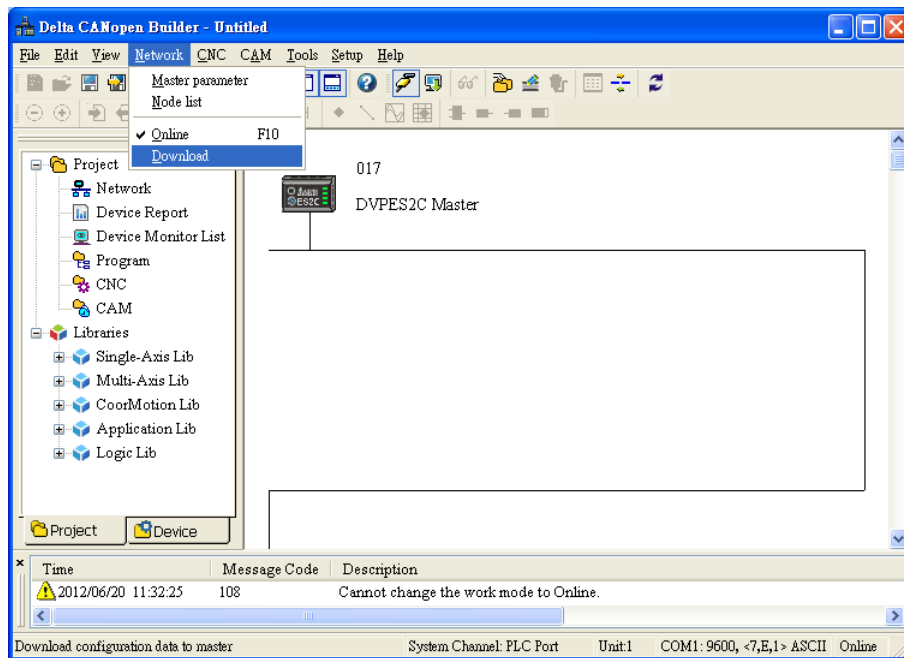 Delta CANopen Builder - Untitled
File Edit View Network CNC CAM Tools Setup Help
Master parameter
Node list
Online F10
Download
Project
Network
Device Report
Device Monitor List
Program
CNC
CAM
Libraries
Single-Axis Lib
Multi-Axis Lib
CoorMotion Lib
Application Lib
Logic Lib
Project Device
017
ES2C
DVPES2C Master
Time Message Code Description
2012/06/20 11:32:25 108 Cannot change the work mode to Online.
Download configuration data to master System Channel: PLC Port Unit:1 COM1: 9600, <7,E,1> ASCII Online